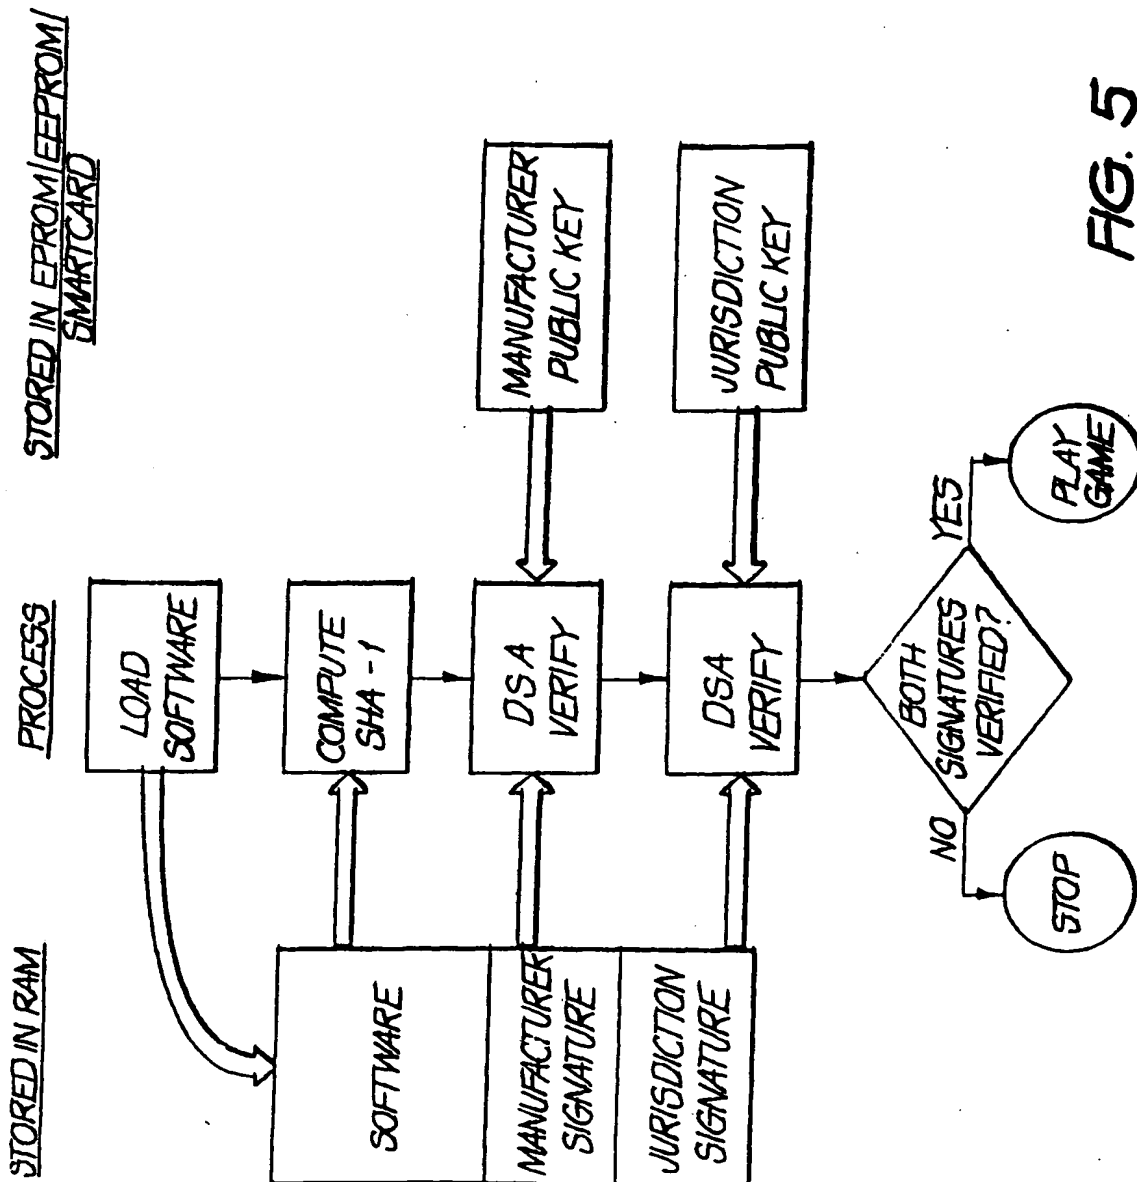 STORED IN RAM
PROCESS
STORED IN EPROM/EEPROM/
SMARTCARD
LOAD
SOFTWARE
SOFTWARE
COMPUTE
SHA-1
MANUFACTURER
SIGNATURE
DSA
VERIFY
MANUFACTURER
PUBLIC KEY
JURISDICTION
SIGNATURE
DSA
VERIFY
JURISDICTION
PUBLIC KEY
BOTH
SIGNATURES
VERIFIED?
NO
YES
STOP
PLAY
GAME
FIG. 5